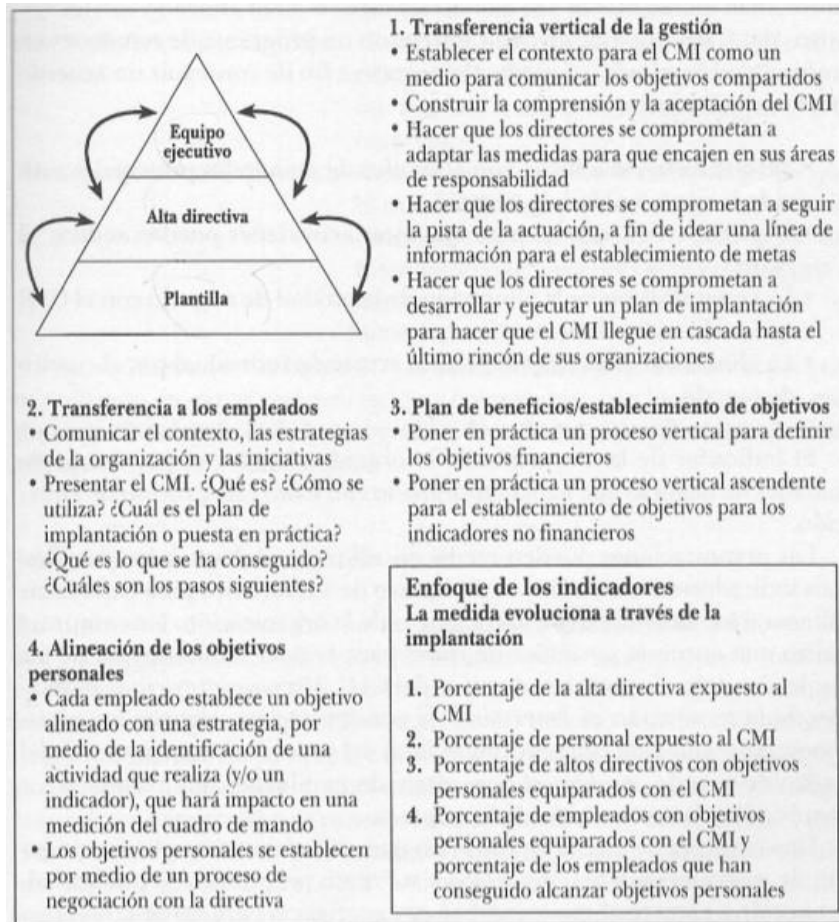 1. Transferencia vertical de la gestión
• Establecer el contexto para el CMI como un
medio para comunicar los objetivos compartidos
• Construir la comprensión y la aceptación del CMI
• Hacer que los directores se comprometan a
adaptar las medidas para que encajen en sus áreas
de responsabilidad
• Hacer que los directores se comprometan a seguir
la pista de la actuación, a fin de idear una línea de
información para el establecimiento de metas
• Hacer que los directores se comprometan a
desarrollar y ejecutar un plan de implantación
para hacer que el CMI llegue en cascada hasta el
último rincón de sus organizaciones
Equipo
ejecutivo
Alta directiva
Plantilla
2. Transferencia a los empleados
• Comunicar el contexto, las estrategias
de la organización y las iniciativas
• Presentar el CMI. ¿Qué es? ¿Cómo se
utiliza? ¿Cuál es el plan de
implantación o puesta en práctica?
¿Qué es lo que se ha conseguido?
¿Cuáles son los pasos siguientes?
3. Plan de beneficios/establecimiento de objetivos
• Poner en práctica un proceso vertical para definir
los objetivos financieros
• Poner en práctica un proceso vertical ascendente
para el establecimiento de objetivos para los
indicadores no financieros
4. Alineación de los objetivos
personales
• Cada empleado establece un objetivo
alineado con una estrategia, por
medio de la identificación de una
actividad que realiza (y/o un
indicador), que hará impacto en una
medición del cuadro de mando
• Los objetivos personales se establecen
por medio de un proceso de
negociación con la directiva
Enfoque de los indicadores
La medida evoluciona a través de la
implantación
1. Porcentaje de la alta directiva expuesto al
CMI
2. Porcentaje de personal expuesto al CMI
3. Porcentaje de altos directivos con objetivos
personales equiparados con el CMI
4. Porcentaje de empleados con objetivos
personales equiparados con el CMI y
porcentaje de los empleados que han
conseguido alcanzar objetivos personales